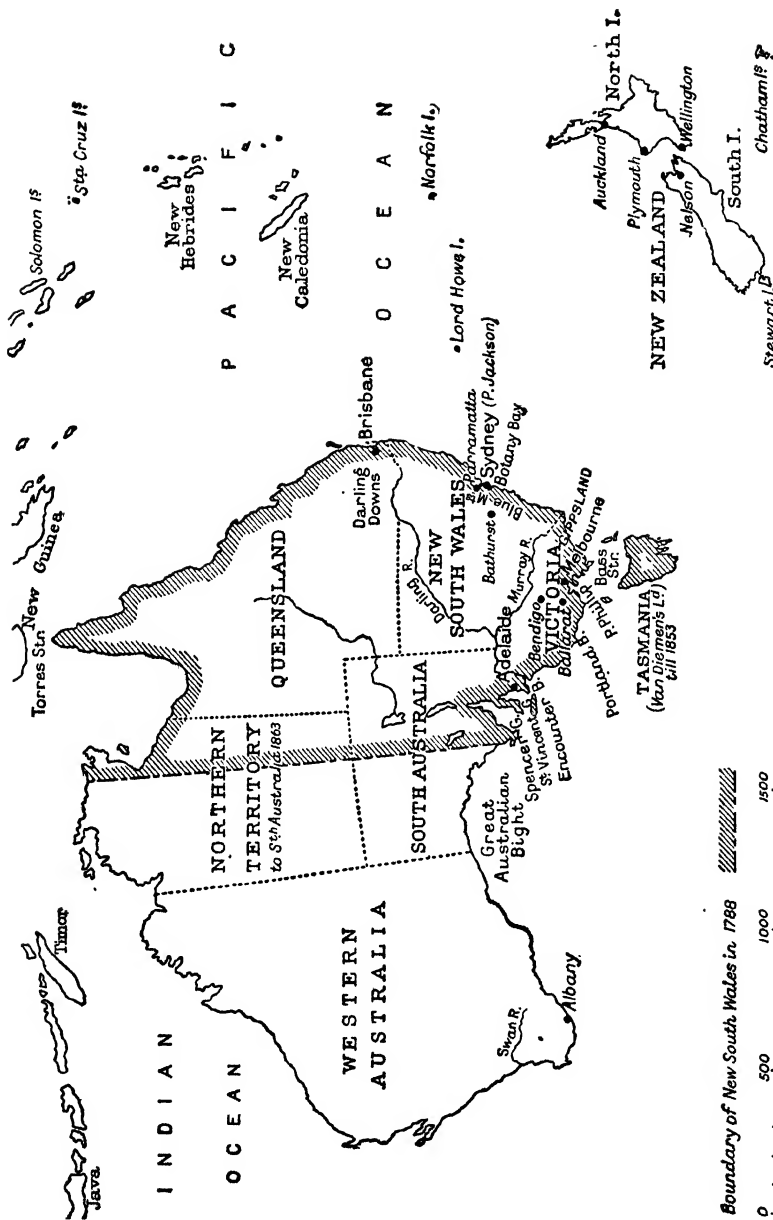 Java
Timor
Torres Stn
New
Guinea
Solomon Is
Sta Cruz Is
New
Hebrides
New
Caledonia
PACIFIC
OCEAN
Norfolk I.
Lord Howe I.
INDIAN
OCEAN
WESTERN
AUSTRALIA
NORTHERN
TERRITORY
to Sth Australia 1863
SOUTH AUSTRALIA
QUEENSLAND
Darling
Downs
Brisbane
Darling R.
NEW
SOUTH WALES
Bathurst
Blue M
Parramatta
Sydney (P. Jackson)
Botany Bay
Murray R.
Adelaide
VICTORIA
Bendigo
Ballarat
GIPPSLAND
Melbourne
P. Phillip
Portland B.
Bass
Str.
TASMANIA
(Van Diemen's Ld)
till 1853
Great
Australian
Bight
Spencer G.
St Vincent G.
Encounter B.
Swan R.
Albany
NEW ZEALAND
Auckland
North I.
Plymouth
Nelson
Wellington
South I.
Stewart I.
Chatham Is
Boundary of New South Wales in 1788
0 500 1000 1500